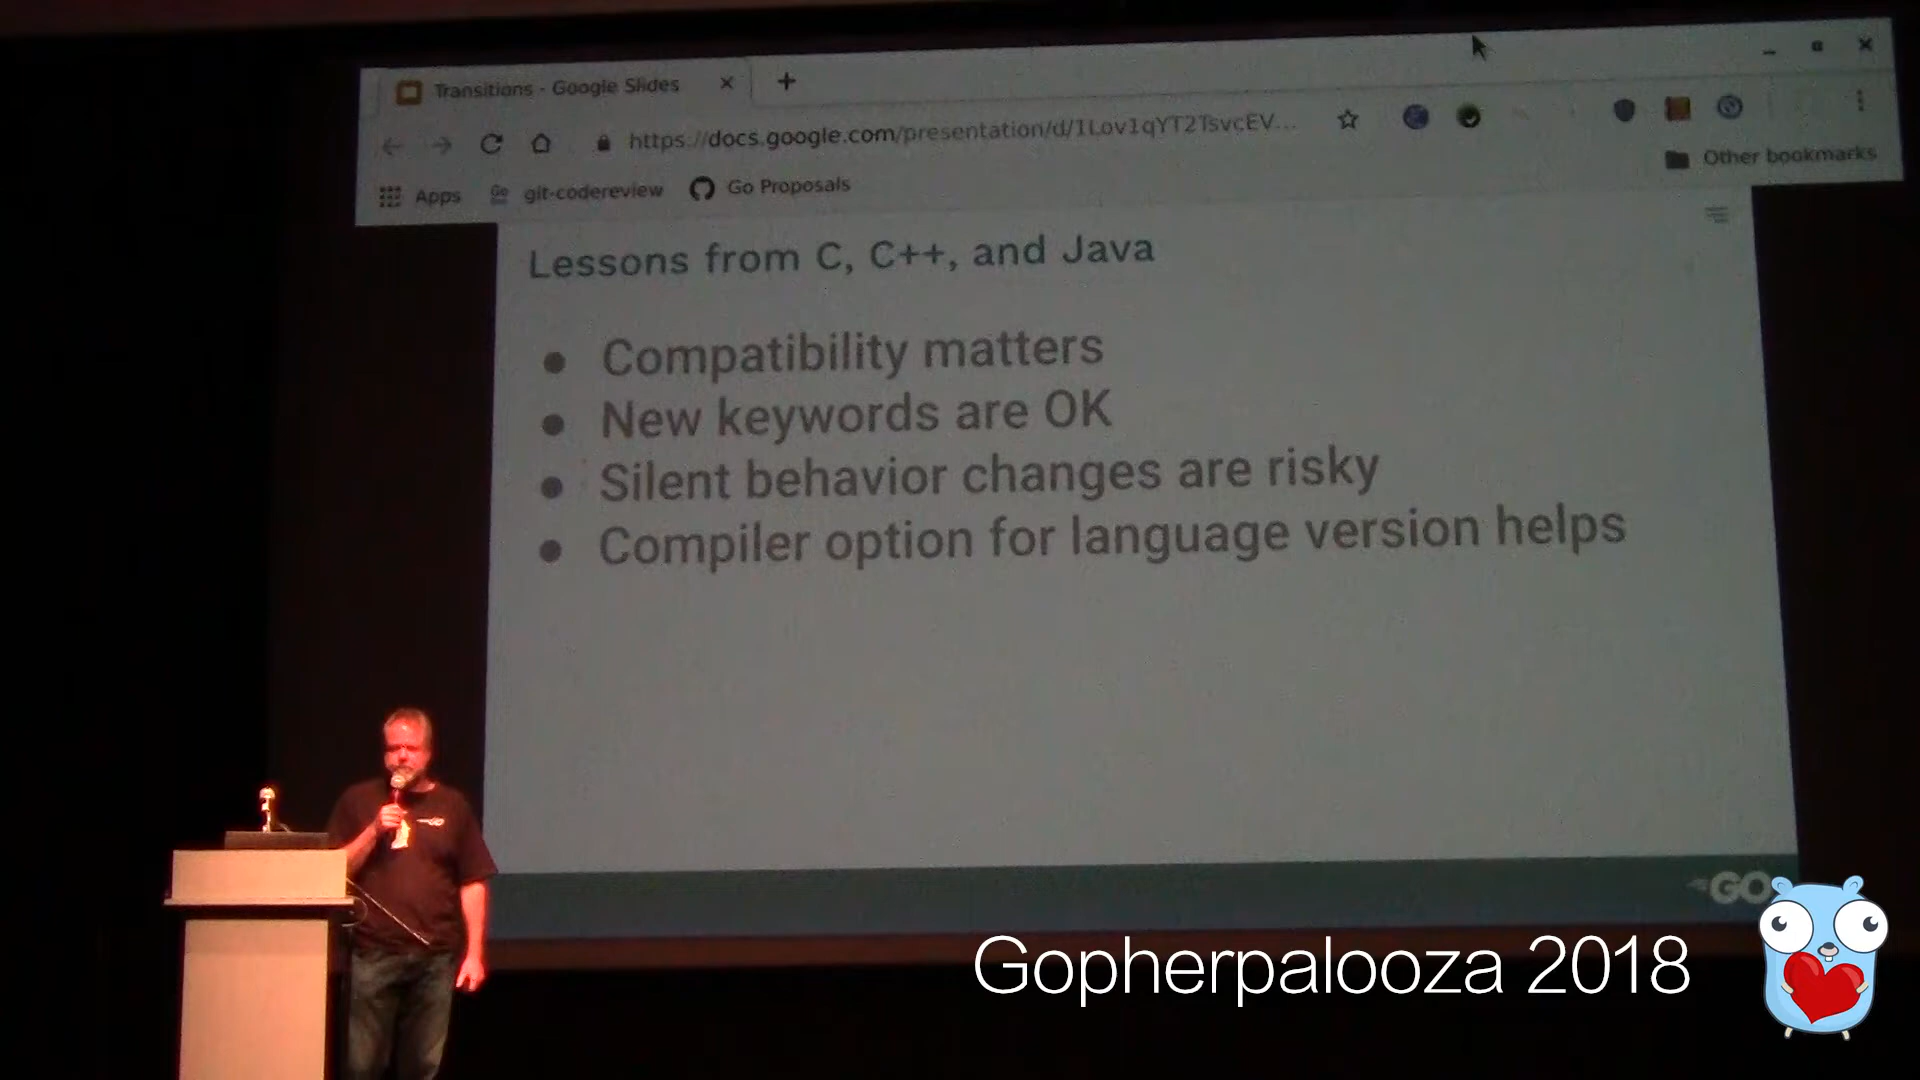 Transitions - Google Slides
https://docs.google.com/presentation/d/1Lov1qYT2TsvcEV...
Other bookmarks
Apps
git-codereview
Go Proposals
Lessons from C, C++, and Java
• Compatibility matters
• New keywords are OK
• Silent behavior changes are risky
• Compiler option for language version helps
GO
Gopherpalooza 2018